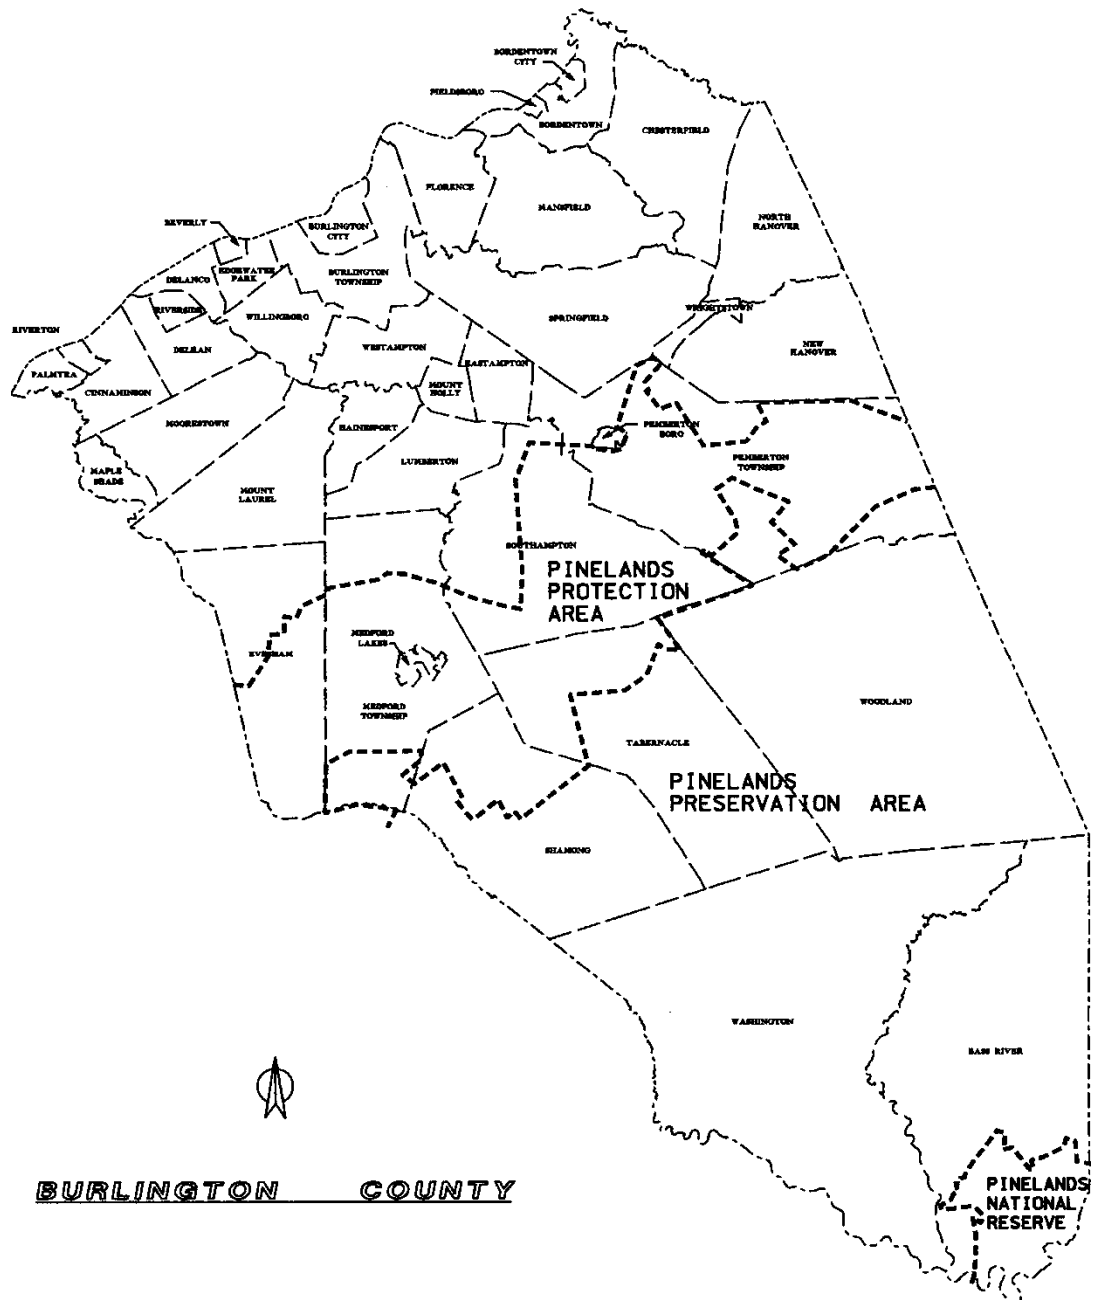 BORDENTOWN
CITY
FIELDSBORO
BORDENTOWN
CHESTERFIELD
FLORENCE
MANSFIELD
NORTH
HANOVER
BEVERLY
BURLINGTON
CITY
EDGEWATER
PARK
DELANCO
BURLINGTON
TOWNSHIP
RIVERSIDE
WILLINGBORO
SPRINGFIELD
WRIGHTSTOWN
RIVERTON
DELRAN
WESTAMPTON
NEW
HANOVER
PALMYRA
CINNAMINSON
EASTAMPTON
MOUNT
HOLLY
MOORESTOWN
HAINESPORT
PEMBERTON
BORO
LUMBERTON
PEMBERTON
TOWNSHIP
MAPLE
SHADE
MOUNT
LAUREL
SOUTHAMPTON
PINELANDS
PROTECTION
AREA
MEDFORD
LAKES
EVESHAM
MEDFORD
TOWNSHIP
WOODLAND
TABERNACLE
PINELANDS
PRESERVATION AREA
SHAMONG
WASHINGTON
BASS RIVER
BURLINGTON COUNTY
PINELANDS
NATIONAL
RESERVE